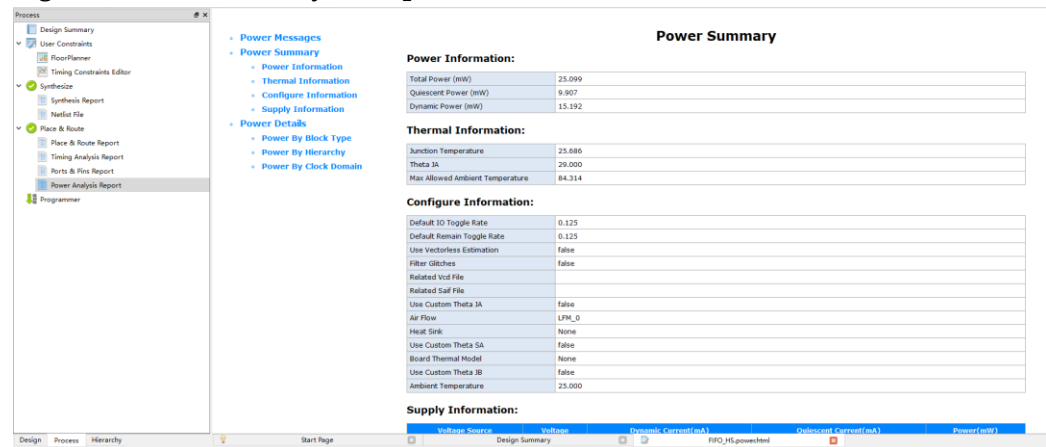 Process
Design Summary
User Constraints
FloorPlanner
Timing Constraints Editor
Synthesize
Synthesis Report
Netlist File
Place & Route
Place & Route Report
Timing Analysis Report
Ports & Pins Report
Power Analysis Report
Programmer
Design Process Hierarchy
Power Messages
Power Summary
Power Information
Thermal Information
Configure Information
Supply Information
Power Details
Power By Block Type
Power By Hierarchy
Power By Clock Domain
Power Summary
Power Information:
Total Power (mW) 25.099
Quiescent Power (mW) 9.907
Dynamic Power (mW) 15.192
Thermal Information:
Junction Temperature 25.686
Theta JA 29.000
Max Allowed Ambient Temperature 84.314
Configure Information:
Default IO Toggle Rate 0.125
Default Remain Toggle Rate 0.125
Use Vectorless Estimation false
Filter Glitches false
Related Vcd File
Related Saif File
Use Custom Theta JA false
Air Flow LFM_0
Heat Sink None
Use Custom Theta SA false
Board Thermal Model None
Use Custom Theta JB false
Ambient Temperature 25.000
Supply Information:
Voltage Source Voltage Dynamic Current(mA) Quiescent Current(mA) Power(mW)
Start Page Design Summary FIFO_HS.powerhtml